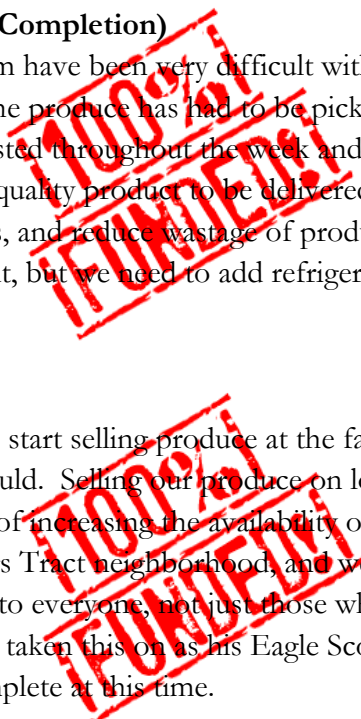 Completion)
m have been very difficult with
ne produce has had to be pick
sted throughout the week and
quality product to be delivered
s, and reduce wastage of produ
t, but we need to add refriger
100%
FUNDED!
start selling produce at the fa
uld. Selling our produce on lo
of increasing the availability o
s Tract neighborhood, and w
to everyone, not just those wh
taken this on as his Eagle Sco
nplete at this time.
100%
FUNDED!